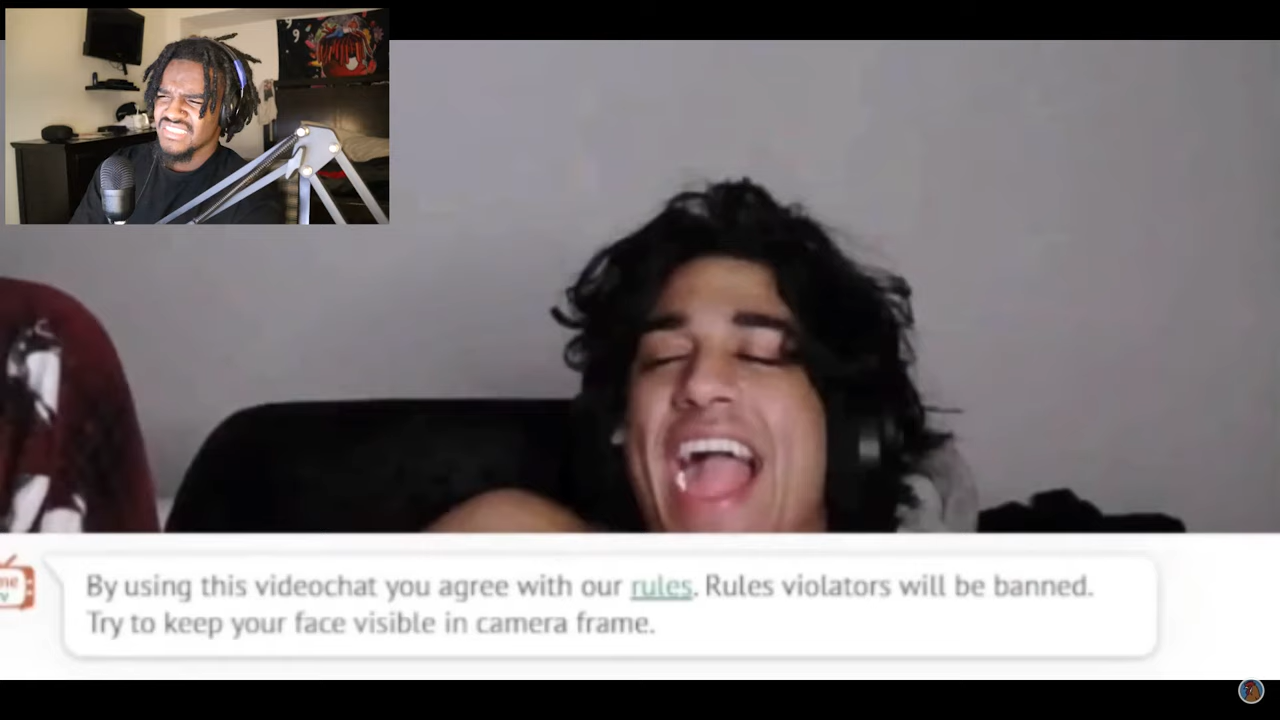 By using this videochat you agree with our rules. Rules violators will be banned.
Try to keep your face visible in camera frame.